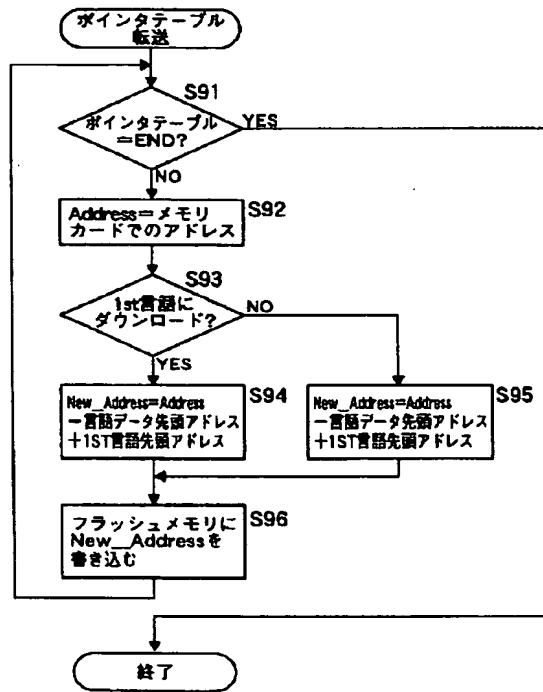 ポインタテーブル
転送
S91
ポインタテーブル
＝END?
YES
NO
Address＝メモリ
カードでのアドレス
S92
S93
1st言語に
ダウンロード?
NO
YES
New__Address=Address
－言語データ先頭アドレス
＋1ST言語先頭アドレス
S94
New__Address=Address
－言語データ先頭アドレス
＋1ST言語先頭アドレス
S95
フラッシュメモリに
New__Addressを
書き込む
S96
終了